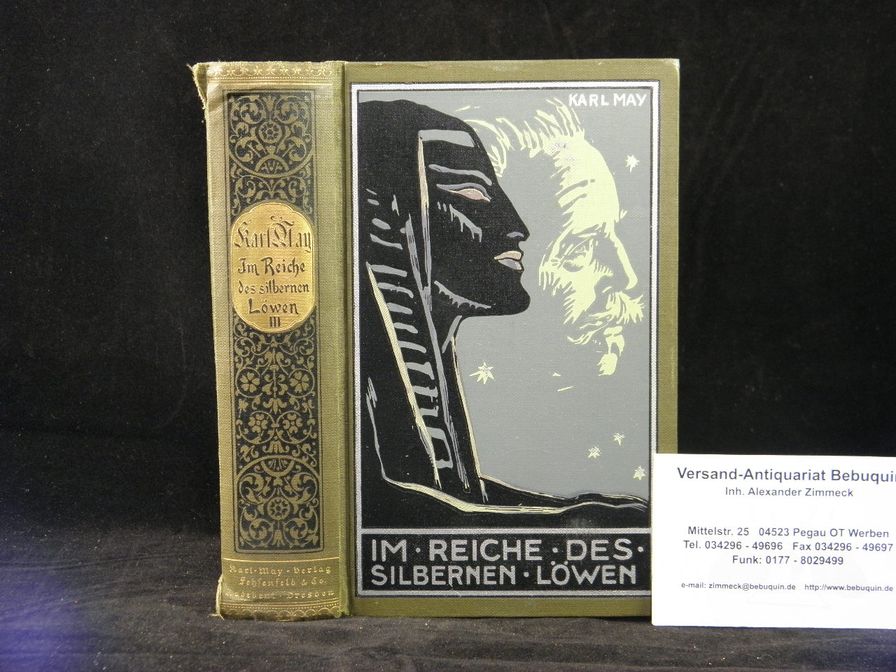 Karl May
Im Reiche
des silbernen
Löwen
III
Karl-May-Verlag
Fehsenfeld & Co.
Radebeul-Dresden
KARL MAY
IM·REICHE·DES·
SILBERNEN·LÖWEN
Versand-Antiquariat Bebuquin
Inh. Alexander Zimmeck
Mittelstr. 25 04523 Pegau OT Werben
Tel. 034296 - 49696 Fax 034296 - 49697
Funk: 0177 - 8029499
e-mail: zimmeck@bebuquin.de http://www.bebuquin.de